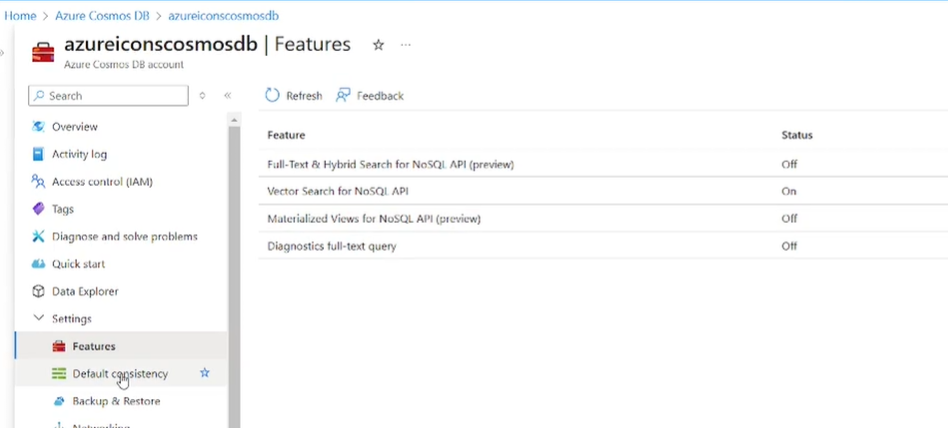 Home > Azure Cosmos DB > azureiconscosmosdb
azureiconscosmosdb | Features
Azure Cosmos DB account
Search
Refresh Feedback
Overview
Activity log
Access control (IAM)
Tags
Diagnose and solve problems
Quick start
Data Explorer
Settings
Features
Default consistency
Backup & Restore
Networking
Feature Status
Full-Text & Hybrid Search for NoSQL API (preview) Off
Vector Search for NoSQL API On
Materialized Views for NoSQL API (preview) Off
Diagnostics full-text query Off